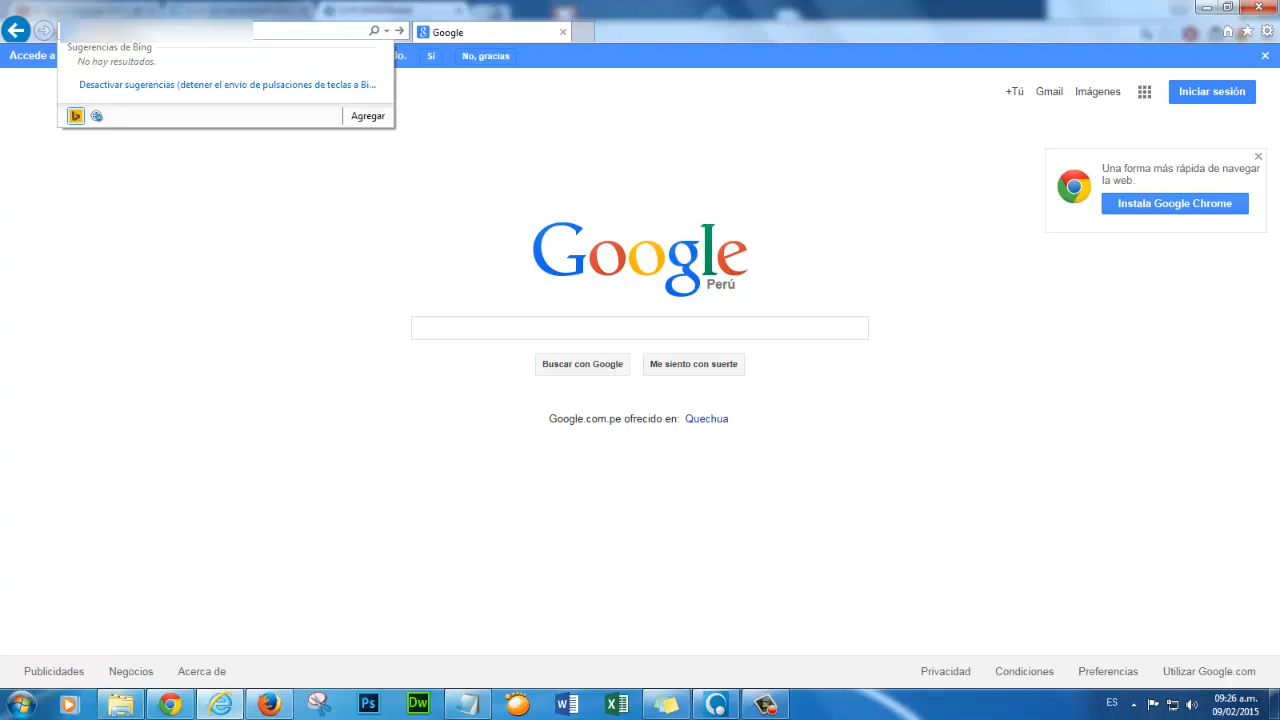 Google
Sugerencias de Bing
No hay resultados.
Accede a
lo.
Sí
No, gracias
Desactivar sugerencias (detener el envío de pulsaciones de teclas a Bi...
Agregar
+Tú
Gmail
Imágenes
Iniciar sesión
Una forma más rápida de navegar
la web.
Instala Google Chrome
Google
Perú
Buscar con Google
Me siento con suerte
Google.com.pe ofrecido en: Quechua
Publicidades
Negocios
Acerca de
Privacidad
Condiciones
Preferencias
Utilizar Google.com
Ps
Dw
ES
09:26 a.m.
09/02/2015